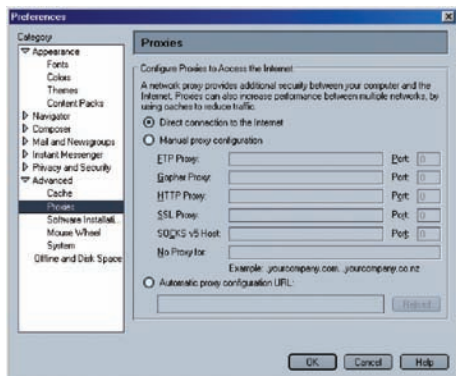 Preferences
Category
Appearance
Fonts
Colors
Themes
Content Packs
Navigator
Composer
Mail and Newsgroups
Instant Messenger
Privacy and Security
Advanced
Cache
Proxies
Software Installati...
Mouse Wheel
System
Offline and Disk Space
Proxies
Configure Proxies to Access the Internet
A network proxy provides additional security between your computer and the
Internet. Proxies can also increase performance between multiple networks, by
using caches to reduce traffic.
Direct connection to the Internet
Manual proxy configuration
FTP Proxy: Port: 0
Gopher Proxy: Port: 0
HTTP Proxy: Port: 0
SSL Proxy: Port: 0
SOCKS v5 Host: Port: 0
No Proxy for:
Example: .yourcompany.com, .yourcompany.co.nz
Automatic proxy configuration URL:
Reload
OK Cancel Help